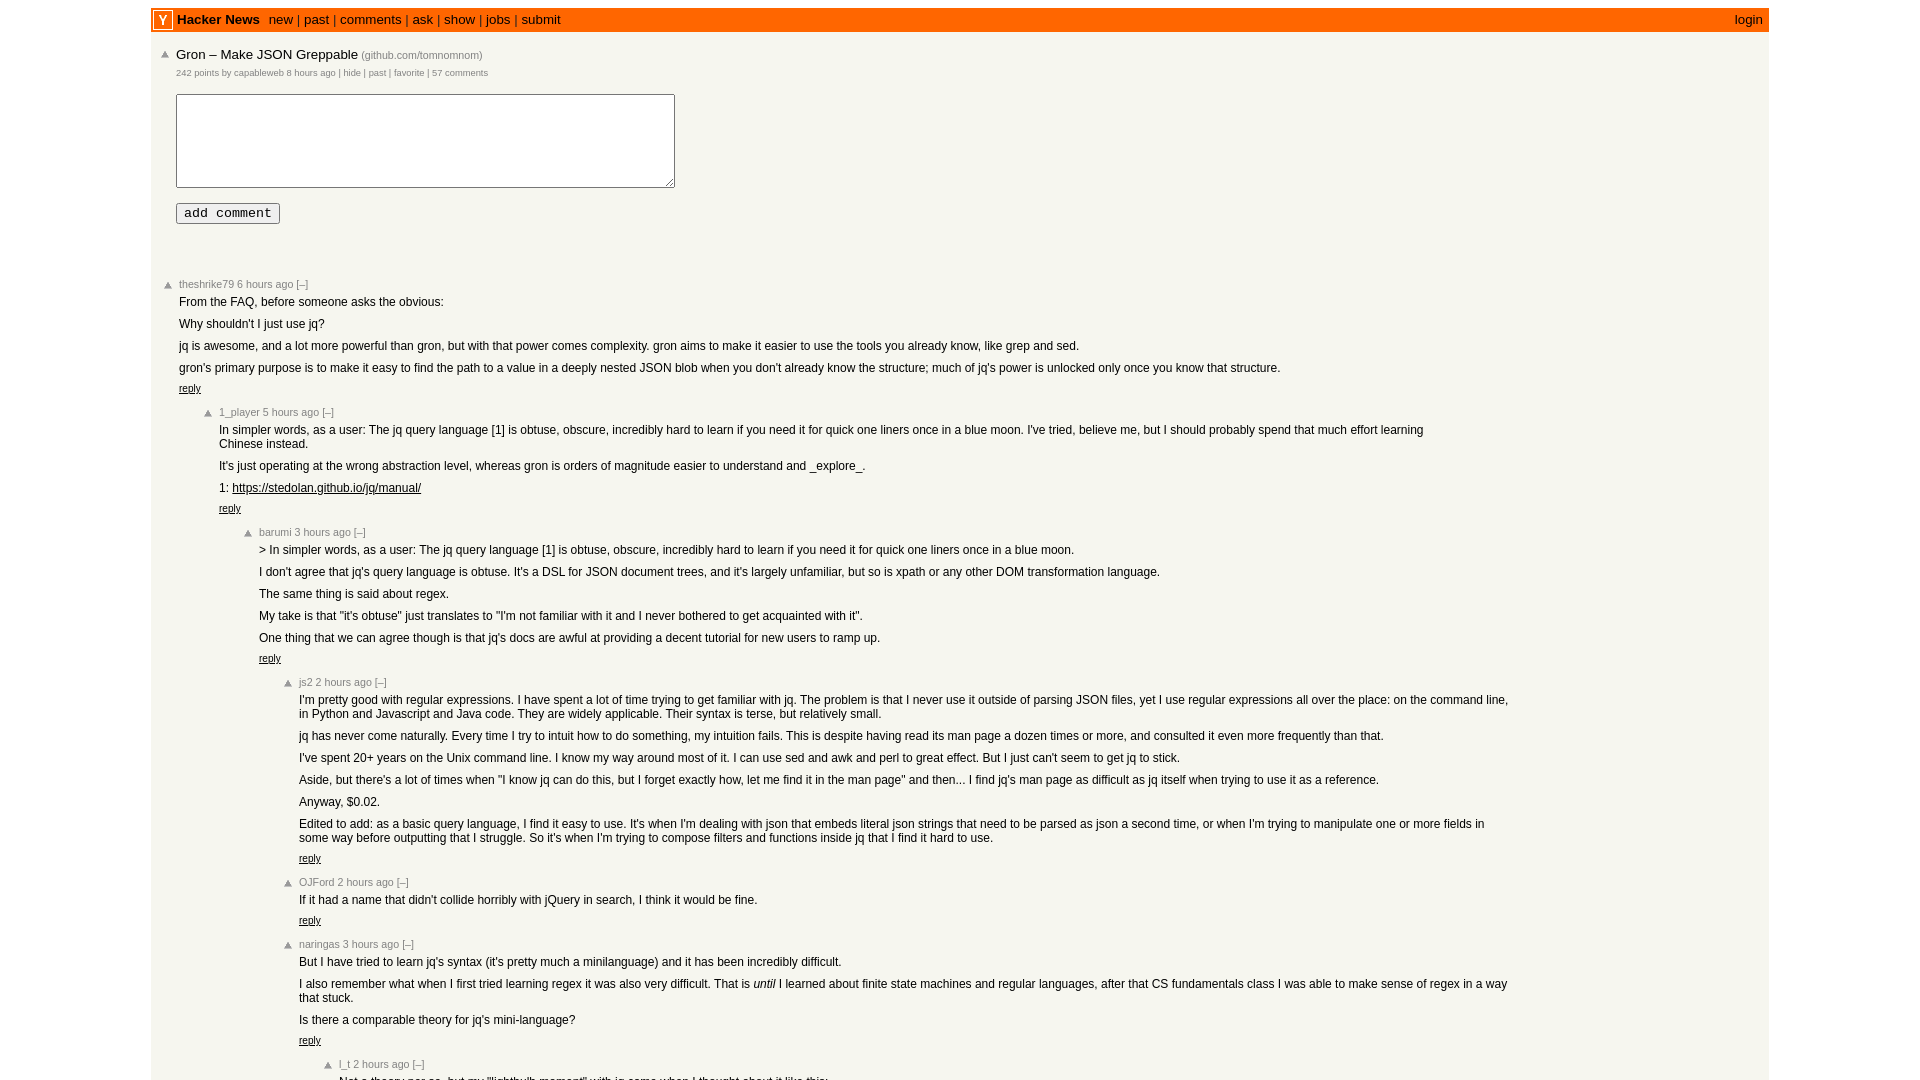 Y Hacker News new | past | comments | ask | show | jobs | submit login
Gron – Make JSON Greppable (github.com/tomnomnom)
242 points by capableweb 8 hours ago | hide | past | favorite | 57 comments
add comment
theshrike79 6 hours ago [–]
From the FAQ, before someone asks the obvious:
Why shouldn't I just use jq?
jq is awesome, and a lot more powerful than gron, but with that power comes complexity. gron aims to make it easier to use the tools you already know, like grep and sed.
gron's primary purpose is to make it easy to find the path to a value in a deeply nested JSON blob when you don't already know the structure; much of jq's power is unlocked only once you know that structure.
reply
1_player 5 hours ago [–]
In simpler words, as a user: The jq query language [1] is obtuse, obscure, incredibly hard to learn if you need it for quick one liners once in a blue moon. I've tried, believe me, but I should probably spend that much effort learning
Chinese instead.
It's just operating at the wrong abstraction level, whereas gron is orders of magnitude easier to understand and _explore_.
1: https://stedolan.github.io/jq/manual/
reply
barumi 3 hours ago [–]
> In simpler words, as a user: The jq query language [1] is obtuse, obscure, incredibly hard to learn if you need it for quick one liners once in a blue moon.
I don't agree that jq's query language is obtuse. It's a DSL for JSON document trees, and it's largely unfamiliar, but so is xpath or any other DOM transformation language.
The same thing is said about regex.
My take is that "it's obtuse" just translates to "I'm not familiar with it and I never bothered to get acquainted with it".
One thing that we can agree though is that jq's docs are awful at providing a decent tutorial for new users to ramp up.
reply
js2 2 hours ago [–]
I'm pretty good with regular expressions. I have spent a lot of time trying to get familiar with jq. The problem is that I never use it outside of parsing JSON files, yet I use regular expressions all over the place: on the command line,
in Python and Javascript and Java code. They are widely applicable. Their syntax is terse, but relatively small.
jq has never come naturally. Every time I try to intuit how to do something, my intuition fails. This is despite having read its man page a dozen times or more, and consulted it even more frequently than that.
I've spent 20+ years on the Unix command line. I know my way around most of it. I can use sed and awk and perl to great effect. But I just can't seem to get jq to stick.
Aside, but there's a lot of times when "I know jq can do this, but I forget exactly how, let me find it in the man page" and then... I find jq's man page as difficult as jq itself when trying to use it as a reference.
Anyway, $0.02.
Edited to add: as a basic query language, I find it easy to use. It's when I'm dealing with json that embeds literal json strings that need to be parsed as json a second time, or when I'm trying to manipulate one or more fields in
some way before outputting that I struggle. So it's when I'm trying to compose filters and functions inside jq that I find it hard to use.
reply
OJFord 2 hours ago [–]
If it had a name that didn't collide horribly with jQuery in search, I think it would be fine.
reply
naringas 3 hours ago [–]
But I have tried to learn jq's syntax (it's pretty much a minilanguage) and it has been incredibly difficult.
I also remember what when I first tried learning regex it was also very difficult. That is until I learned about finite state machines and regular languages, after that CS fundamentals class I was able to make sense of regex in a way
that stuck.
Is there a comparable theory for jq's mini-language?
reply
l_t 2 hours ago [–]
Not a theory per se, but my "lightbulb moment" with jq came when I thought about it like this: